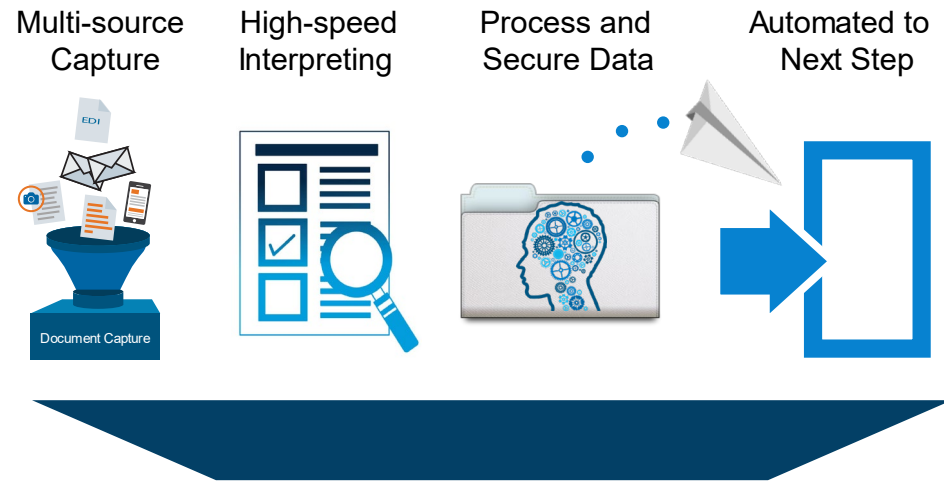 Multi-source
Capture
High-speed
Interpreting
Process and
Secure Data
Automated to
Next Step
EDI
Document Capture